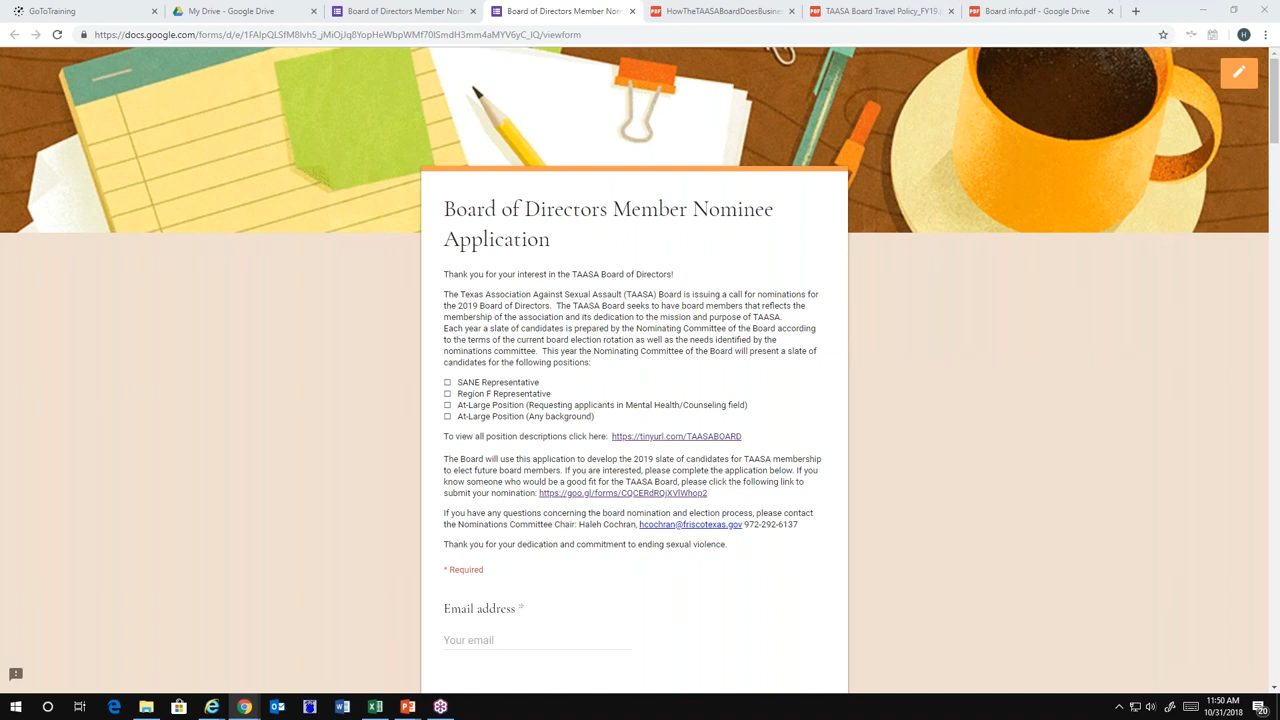 GoToTraining
My Drive - Google Drive
Board of Directors Member Nom
Board of Directors Member Nom
HowTheTAASABoardDoesBusine
TAASA Board Travel Policy_FY19
Board info.pdf - Google Drive
Board of Directors Member Nominee
Application
Thank you for your interest in the TAASA Board of Directors!
The Texas Association Against Sexual Assault (TAASA) Board is issuing a call for nominations for
the 2019 Board of Directors. The TAASA Board seeks to have board members that reflects the
membership of the association and its dedication to the mission and purpose of TAASA.
Each year a slate of candidates is prepared by the Nominating Committee of the Board according
to the terms of the current board election rotation as well as the needs identified by the
nominations committee. This year the Nominating Committee of the Board will present a slate of
candidates for the following positions:
☐ SANE Representative
☐ Region F Representative
☐ At-Large Position (Requesting applicants in Mental Health/Counseling field)
☐ At-Large Position (Any background)
To view all position descriptions click here: https://tinyurl.com/TAASABOARD
The Board will use this application to develop the 2019 slate of candidates for TAASA membership
to elect future board members. If you are interested, please complete the application below. If you
know someone who would be a good fit for the TAASA Board, please click the following link to
submit your nomination: https://goo.gl/forms/CQCERdRQjXVlWhop2
If you have any questions concerning the board nomination and election process, please contact
the Nominations Committee Chair: Haleh Cochran, hcochran@friscotexas.gov 972-292-6137
Thank you for your dedication and commitment to ending sexual violence.
* Required
Email address *
Your email
11:50 AM
10/31/2018
20